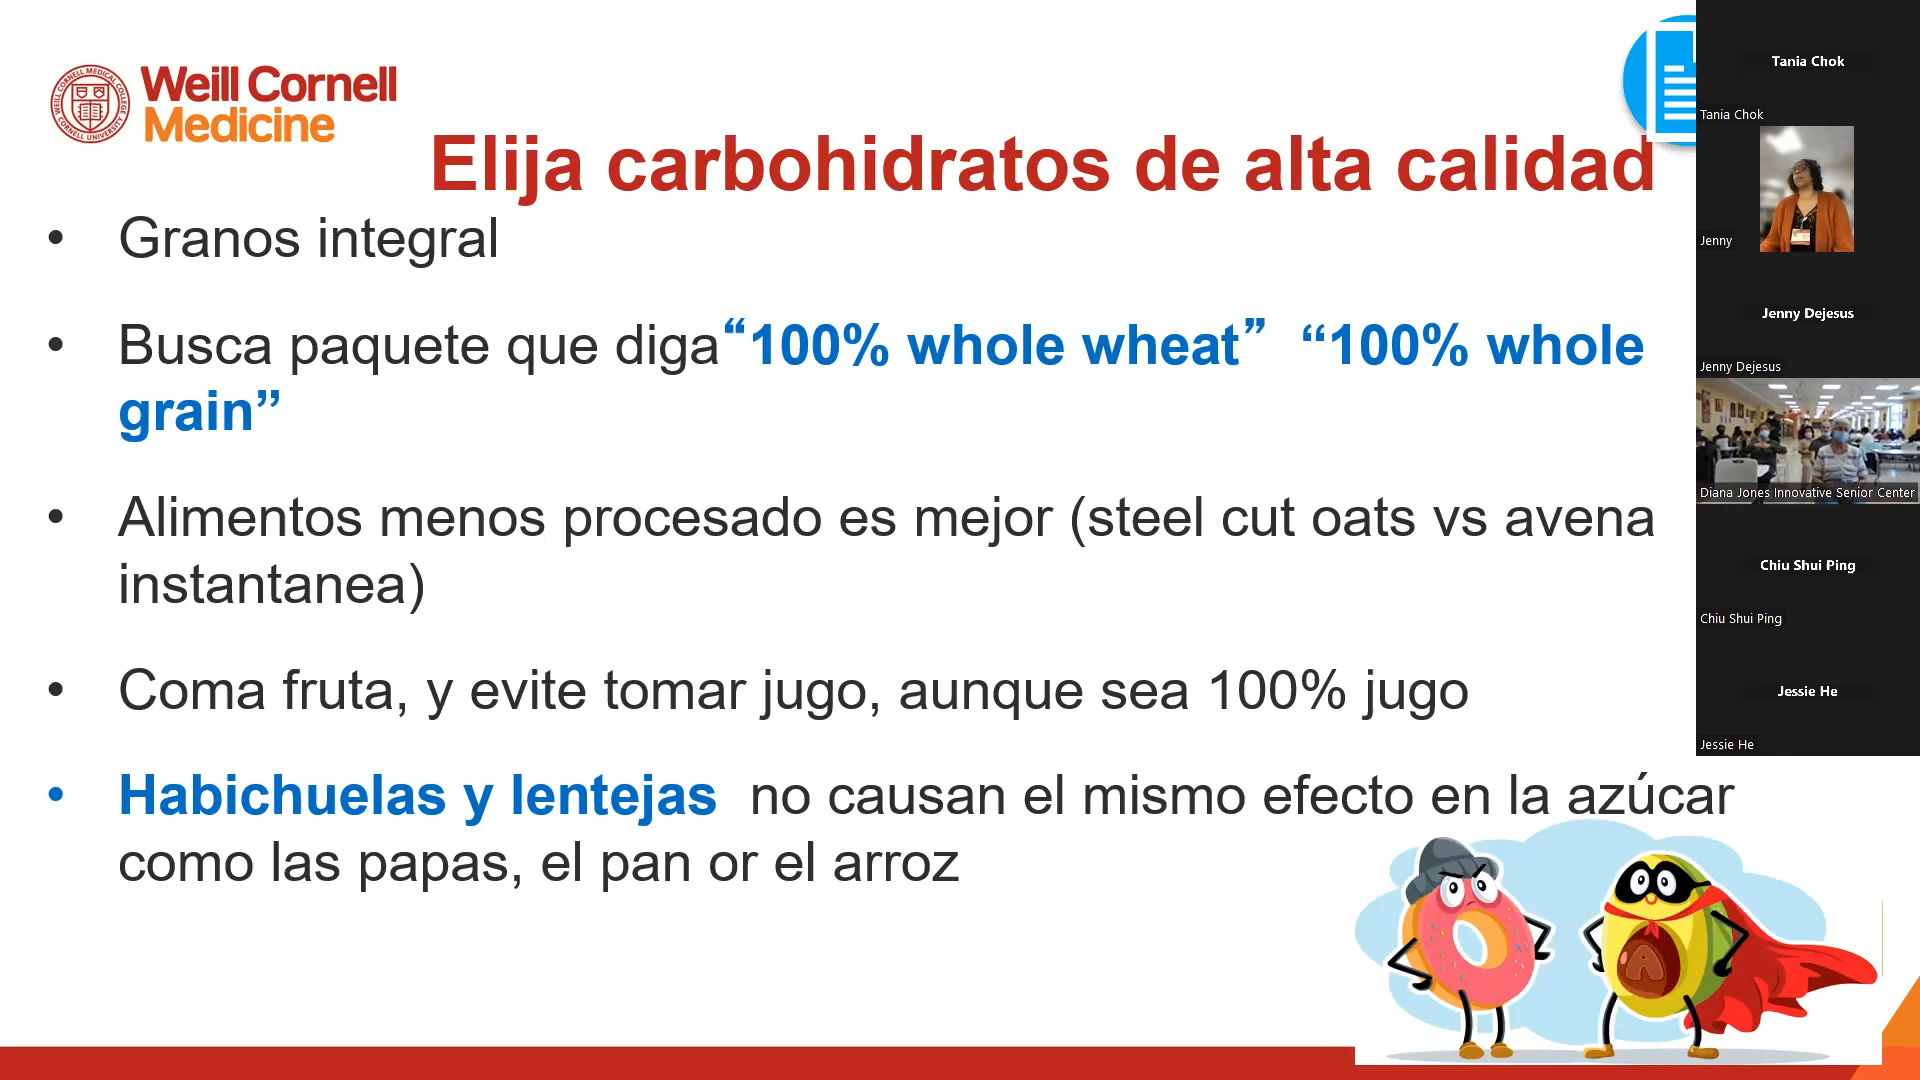 Weill Cornell
Medicine
Elija carbohidratos de alta calidad
• Granos integral
• Busca paquete que diga“100% whole wheat” “100% whole
grain”
• Alimentos menos procesado es mejor (steel cut oats vs avena
instantanea)
• Coma fruta, y evite tomar jugo, aunque sea 100% jugo
• Habichuelas y lentejas no causan el mismo efecto en la azúcar
como las papas, el pan or el arroz
Tania Chok
Tania Chok
Jenny
Jenny Dejesus
Jenny Dejesus
Diana Jones Innovative Senior Center
Chiu Shui Ping
Chiu Shui Ping
Jessie He
Jessie He
A